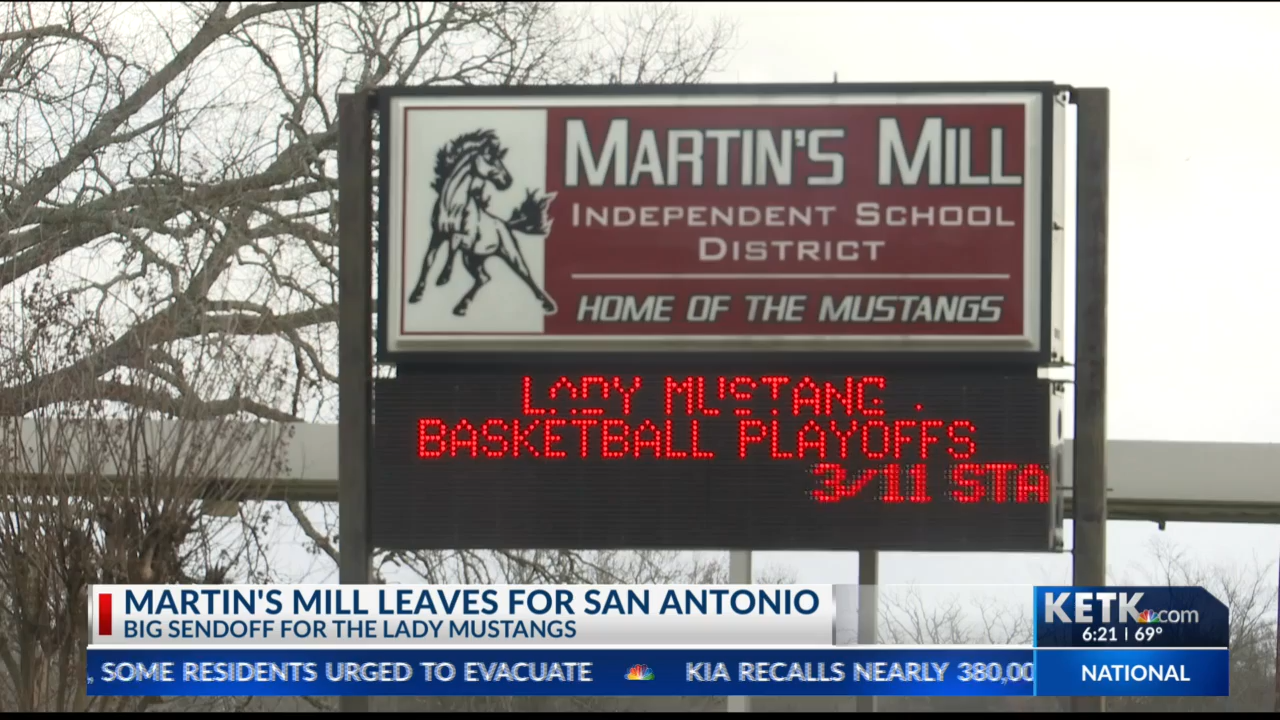 MARTIN'S MILL
INDEPENDENT SCHOOL
DISTRICT
HOME OF THE MUSTANGS
LADY MUSTANG
BASKETBALL PLAYOFFS
3/11 STA
MARTIN'S MILL LEAVES FOR SAN ANTONIO
BIG SENDOFF FOR THE LADY MUSTANGS
KETK.com
6:21 | 69°
, SOME RESIDENTS URGED TO EVACUATE KIA RECALLS NEARLY 380,00
NATIONAL